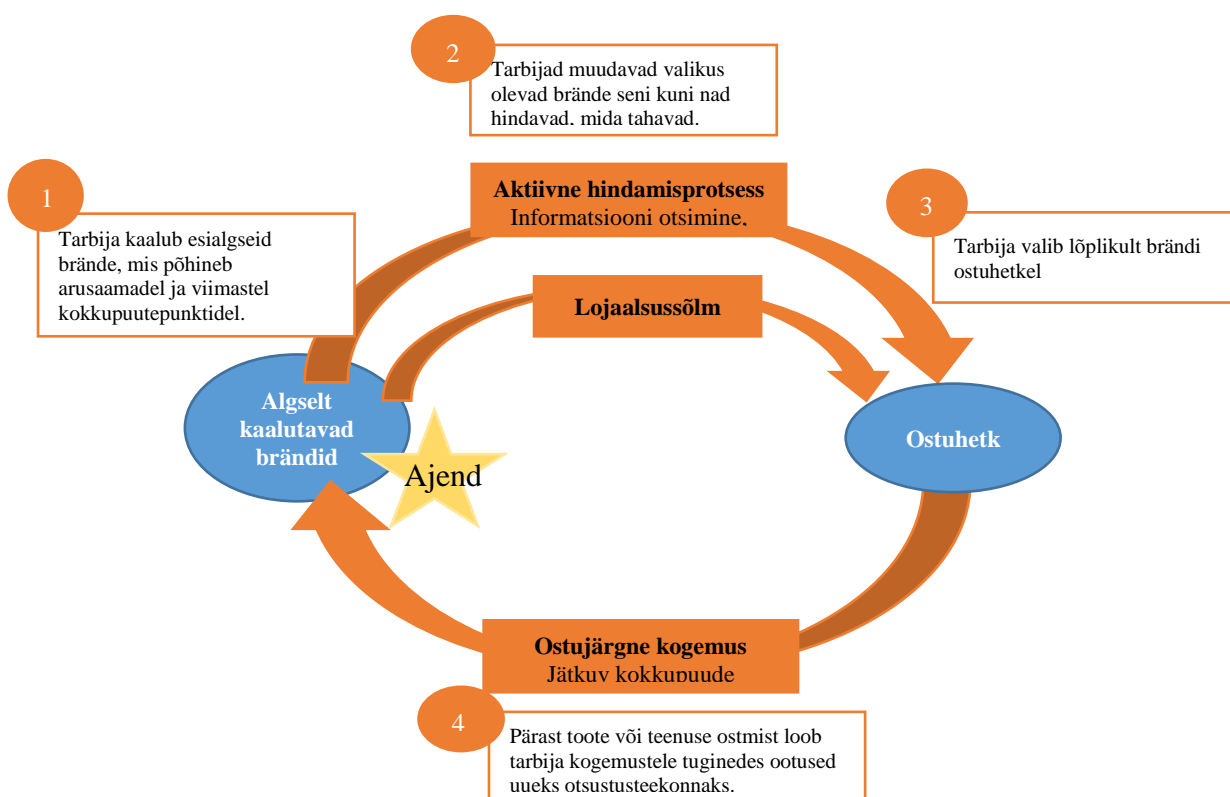 2
Tarbijad muudavad valikus
olevad brände seni kuni nad
hindavad, mida tahavad.
1
Tarbija kaalub esialgseid
brände, mis põhineb
arusaamadel ja viimastel
kokkupuutepunktidel.
Aktiivne hindamisprotsess
Informatsiooni otsimine,
3
Tarbija valib lõplikult brändi
ostuhetkel
Lojaalsussõlm
Algselt
kaalutavad
brändid
Ajend
Ostuhetk
Ostujärgne kogemus
Jätkuv kokkupuude
4
Pärast toote või teenuse ostmist loob
tarbija kogemustele tuginedes ootused
uueks otsustusteekonnaks.